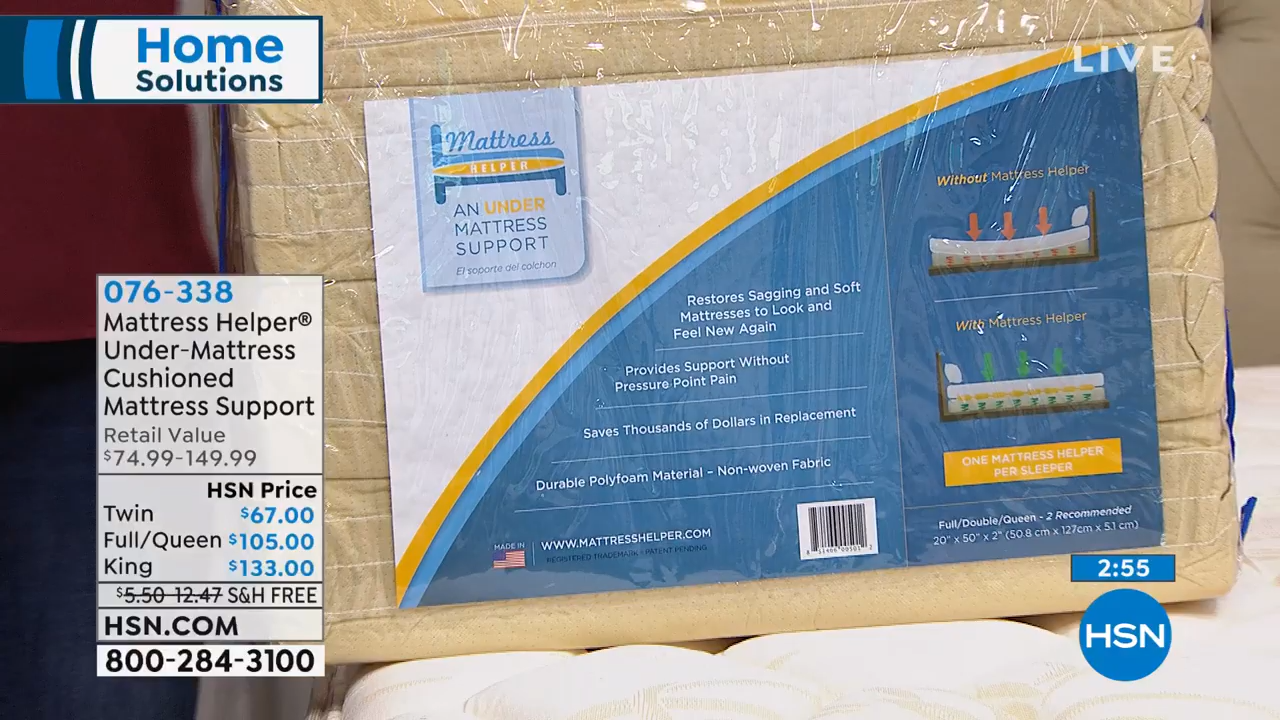 Home
Solutions
LIVE
Mattress
HELPER
AN UNDER
MATTRESS
SUPPORT
El soporte del colchon
Restores Sagging and Soft
Mattresses to Look and
Feel New Again
Provides Support Without
Pressure Point Pain
Saves Thousands of Dollars in Replacement
Durable Polyfoam Material – Non-woven Fabric
MADE IN
WWW.MATTRESSHELPER.COM
REGISTERED TRADEMARK • PATENT PENDING
Without Mattress Helper
With Mattress Helper
ONE MATTRESS HELPER
PER SLEEPER
Full/Double/Queen - 2 Recommended
20" x 50" x 2" (50.8 cm x 127cm x 5.1 cm)
076-338
Mattress Helper®
Under-Mattress
Cushioned
Mattress Support
Retail Value
$74.99-149.99
HSN Price
Twin $67.00
Full/Queen $105.00
King $133.00
$5.50-12.47 S&H FREE
HSN.COM
800-284-3100
2:55
HSN